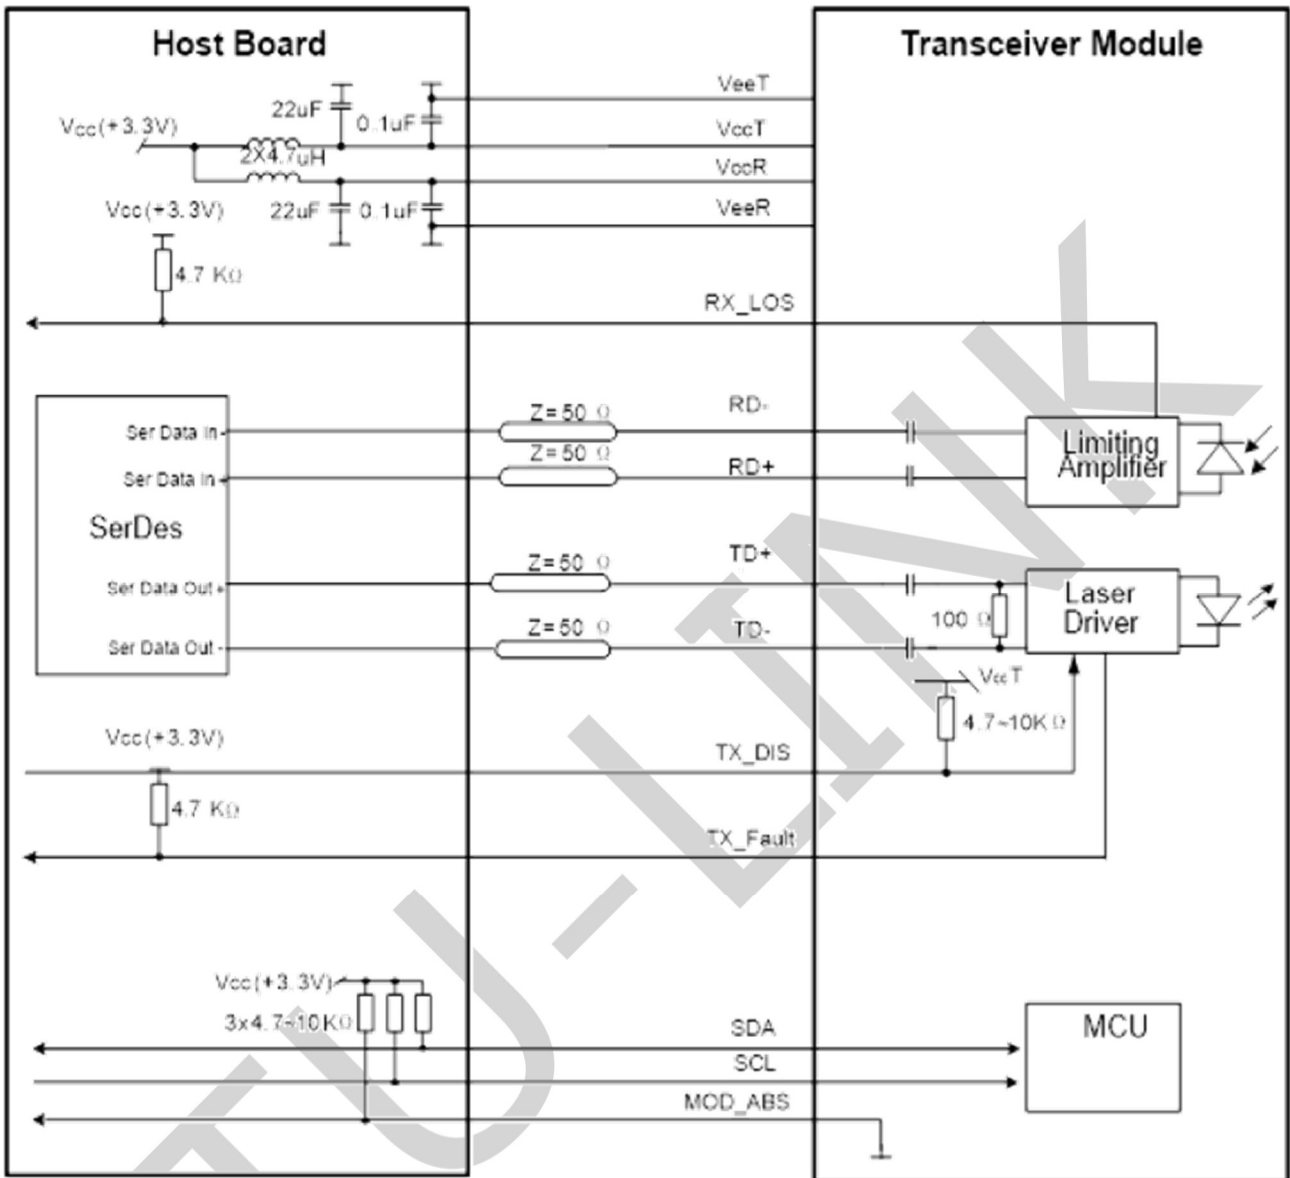 Host Board
Transceiver Module
VeeT
22uF
0.1uF
Vcc(+3.3V)
VccT
2X4.7uH
VccR
Vcc(+3.3V)
22uF
0.1uF
VeeR
4.7 KΩ
RX_LOS
RD-
Z=50 Ω
Ser Data In -
Limiting
Amplifier
Z=50 Ω
RD+
Ser Data In +
SerDes
TD+
Z=50 Ω
Ser Data Out +
Laser
Driver
100 Ω
Z=50 Ω
TD-
Ser Data Out -
VccT
4.7~10KΩ
Vcc(+3.3V)
TX_DIS
4.7 KΩ
TX_Fault
Vcc(+3.3V)
3x4.7~10KΩ
SDA
MCU
SCL
MOD_ABS
TU-LINK